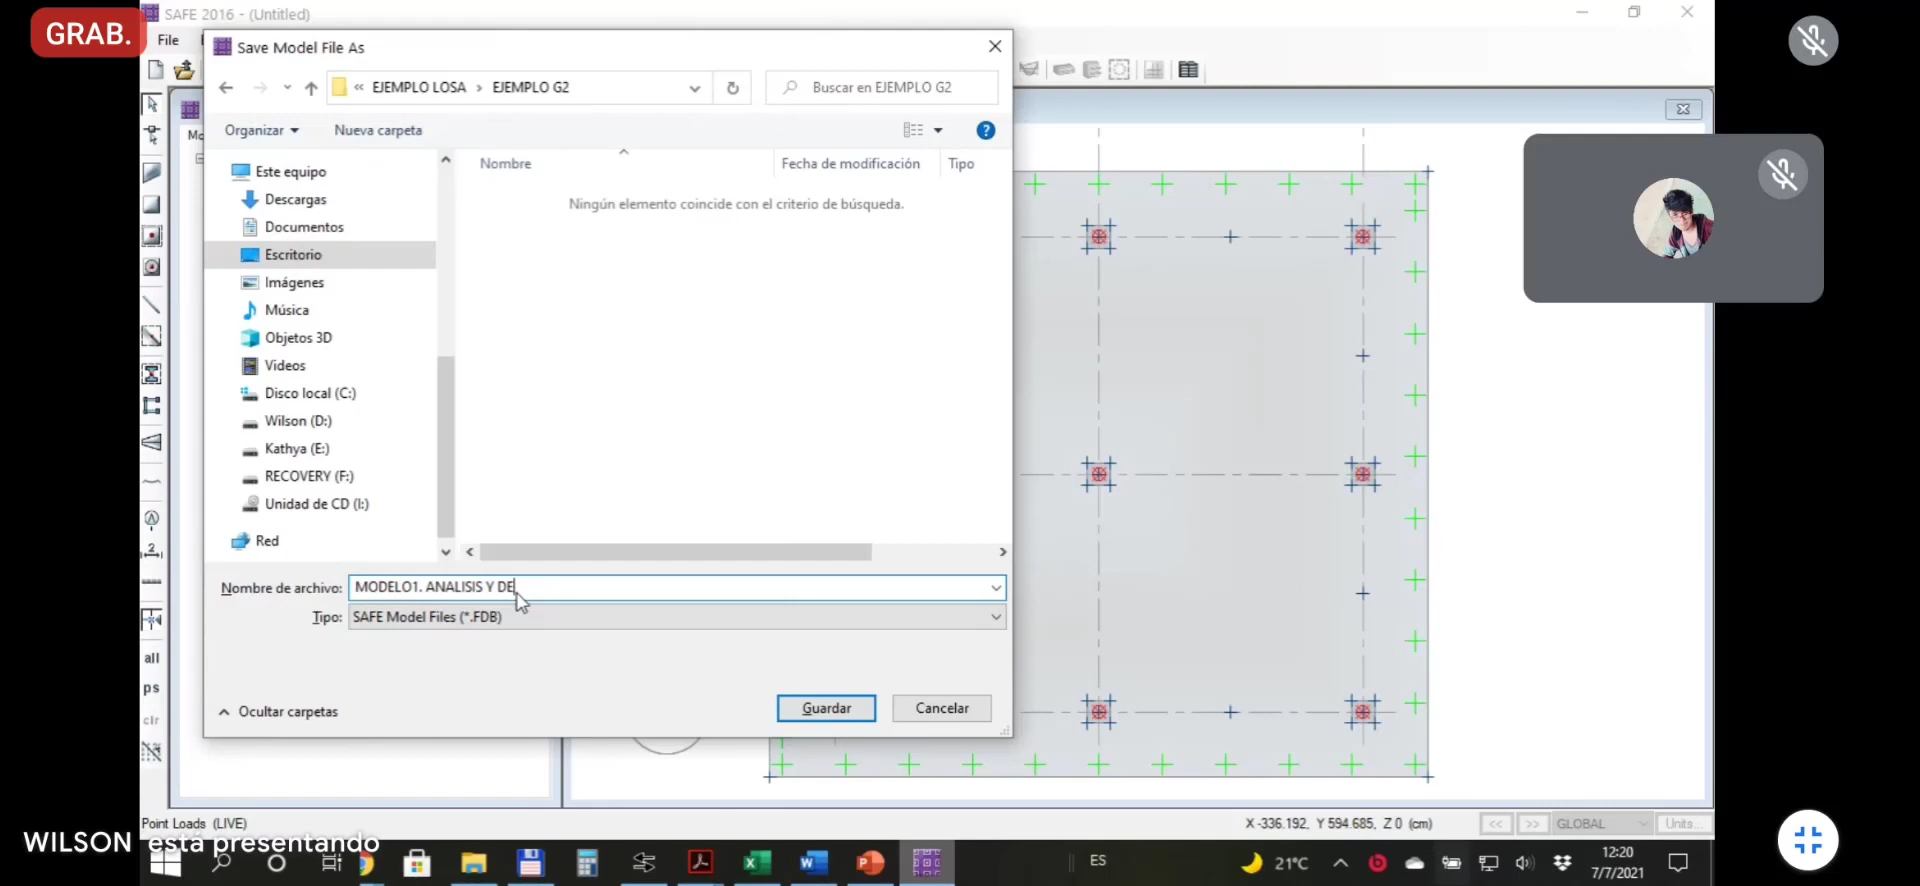 GRAB.
SAFE 2016 - (Untitled)
File
Save Model File As
« EJEMPLO LOSA › EJEMPLO G2
Buscar en EJEMPLO G2
Organizar
Nueva carpeta
?
Este equipo
Descargas
Documentos
Escritorio
Imágenes
Música
Objetos 3D
Videos
Disco local (C:)
Wilson (D:)
Kathya (E:)
RECOVERY (F:)
Unidad de CD (I:)
Red
Nombre
Fecha de modificación
Tipo
Ningún elemento coincide con el criterio de búsqueda.
Nombre de archivo: MODELO1. ANALISIS Y DE
Tipo: SAFE Model Files (*.FDB)
Ocultar carpetas
Guardar
Cancelar
all
ps
clr
Point Loads (LIVE)
X -336.192, Y 594.685, Z 0 (cm)
<<
>>
GLOBAL
Units...
WILSON está presentando
ES
21°C
12:20
7/7/2021